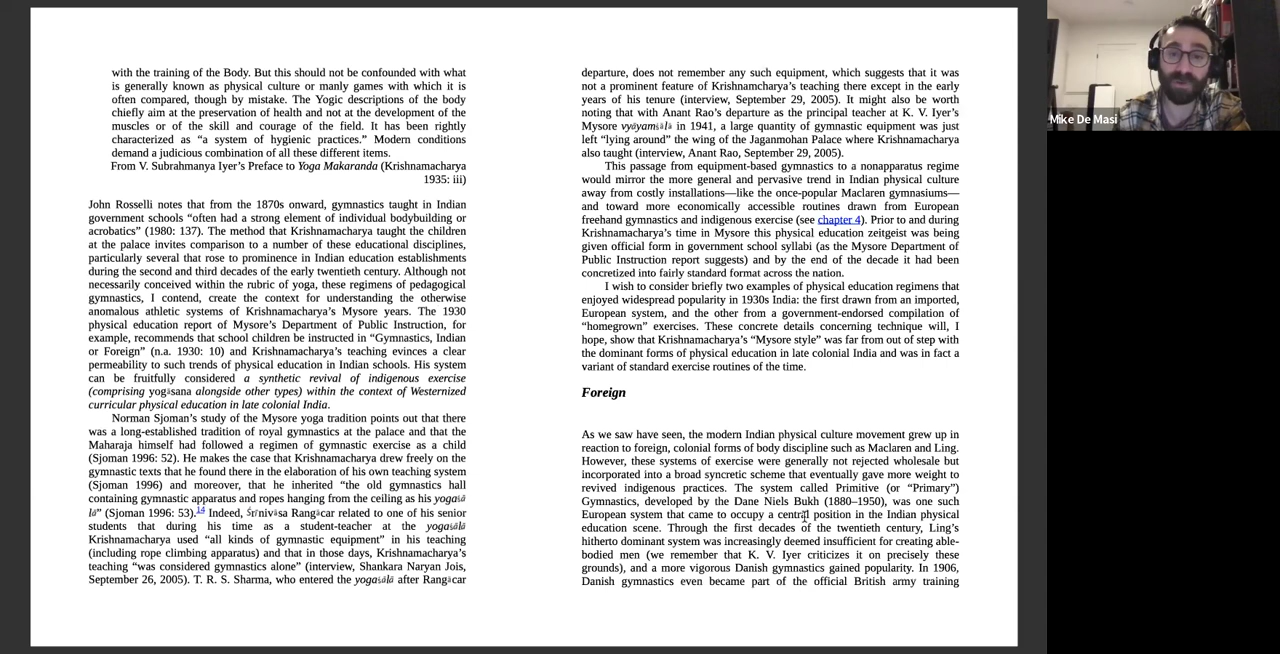 with the training of the Body. But this should not be confounded with what
is generally known as physical culture or manly games with which it is
often compared, though by mistake. The Yogic descriptions of the body
chiefly aim at the preservation of health and not at the development of the
muscles or of the skill and courage of the field. It has been rightly
characterized as “a system of hygienic practices.” Modern conditions
demand a judicious combination of all these different items.
From V. Subrahmanya Iyer’s Preface to Yoga Makaranda (Krishnamacharya
1935: iii)
John Rosselli notes that from the 1870s onward, gymnastics taught in Indian
government schools “often had a strong element of individual bodybuilding or
acrobatics” (1980: 137). The method that Krishnamacharya taught the children
at the palace invites comparison to a number of these educational disciplines,
particularly several that rose to prominence in Indian education establishments
during the second and third decades of the early twentieth century. Although not
necessarily conceived within the rubric of yoga, these regimens of pedagogical
gymnastics, I contend, create the context for understanding the otherwise
anomalous athletic systems of Krishnamacharya’s Mysore years. The 1930
physical education report of Mysore’s Department of Public Instruction, for
example, recommends that school children be instructed in “Gymnastics, Indian
or Foreign” (n.a. 1930: 10) and Krishnamacharya’s teaching evinces a clear
permeability to such trends of physical education in Indian schools. His system
can be fruitfully considered a synthetic revival of indigenous exercise
(comprising yogāsana alongside other types) within the context of Westernized
curricular physical education in late colonial India.
Norman Sjoman’s study of the Mysore yoga tradition points out that there
was a long-established tradition of royal gymnastics at the palace and that the
Maharaja himself had followed a regimen of gymnastic exercise as a child
(Sjoman 1996: 52). He makes the case that Krishnamacharya drew freely on the
gymnastic texts that he found there in the elaboration of his own teaching system
(Sjoman 1996) and moreover, that he inherited “the old gymnastics hall
containing gymnastic apparatus and ropes hanging from the ceiling as his yogaśā
lā” (Sjoman 1996: 53).14 Indeed, Śrīnivāsa Rangācar related to one of his senior
students that during his time as a student-teacher at the yogaśālā
Krishnamacharya used “all kinds of gymnastic equipment” in his teaching
(including rope climbing apparatus) and that in those days, Krishnamacharya’s
teaching “was considered gymnastics alone” (interview, Shankara Naryan Jois,
September 26, 2005). T. R. S. Sharma, who entered the yogaśālā after Rangācar
departure, does not remember any such equipment, which suggests that it was
not a prominent feature of Krishnamcharya’s teaching there except in the early
years of his tenure (interview, September 29, 2005). It might also be worth
noting that with Anant Rao’s departure as the principal teacher at K. V. Iyer’s
Mysore vyāyamśālā in 1941, a large quantity of gymnastic equipment was just
left “lying around” the wing of the Jaganmohan Palace where Krishnamacharya
also taught (interview, Anant Rao, September 29, 2005).
This passage from equipment-based gymnastics to a nonapparatus regime
would mirror the more general and pervasive trend in Indian physical culture
away from costly installations—like the once-popular Maclaren gymnasiums—
and toward more economically accessible routines drawn from European
freehand gymnastics and indigenous exercise (see chapter 4). Prior to and during
Krishnamacharya’s time in Mysore this physical education zeitgeist was being
given official form in government school syllabi (as the Mysore Department of
Public Instruction report suggests) and by the end of the decade it had been
concretized into fairly standard format across the nation.
I wish to consider briefly two examples of physical education regimens that
enjoyed widespread popularity in 1930s India: the first drawn from an imported,
European system, and the other from a government-endorsed compilation of
“homegrown” exercises. These concrete details concerning technique will, I
hope, show that Krishnamacharya’s “Mysore style” was far from out of step with
the dominant forms of physical education in late colonial India and was in fact a
variant of standard exercise routines of the time.
Foreign
As we saw have seen, the modern Indian physical culture movement grew up in
reaction to foreign, colonial forms of body discipline such as Maclaren and Ling.
However, these systems of exercise were generally not rejected wholesale but
incorporated into a broad syncretic scheme that eventually gave more weight to
revived indigenous practices. The system called Primitive (or “Primary”)
Gymnastics, developed by the Dane Niels Bukh (1880–1950), was one such
European system that came to occupy a central position in the Indian physical
education scene. Through the first decades of the twentieth century, Ling’s
hitherto dominant system was increasingly deemed insufficient for creating able-
bodied men (we remember that K. V. Iyer criticizes it on precisely these
grounds), and a more vigorous Danish gymnastics gained popularity. In 1906,
Danish gymnastics even became part of the official British army training
Mike De Masi